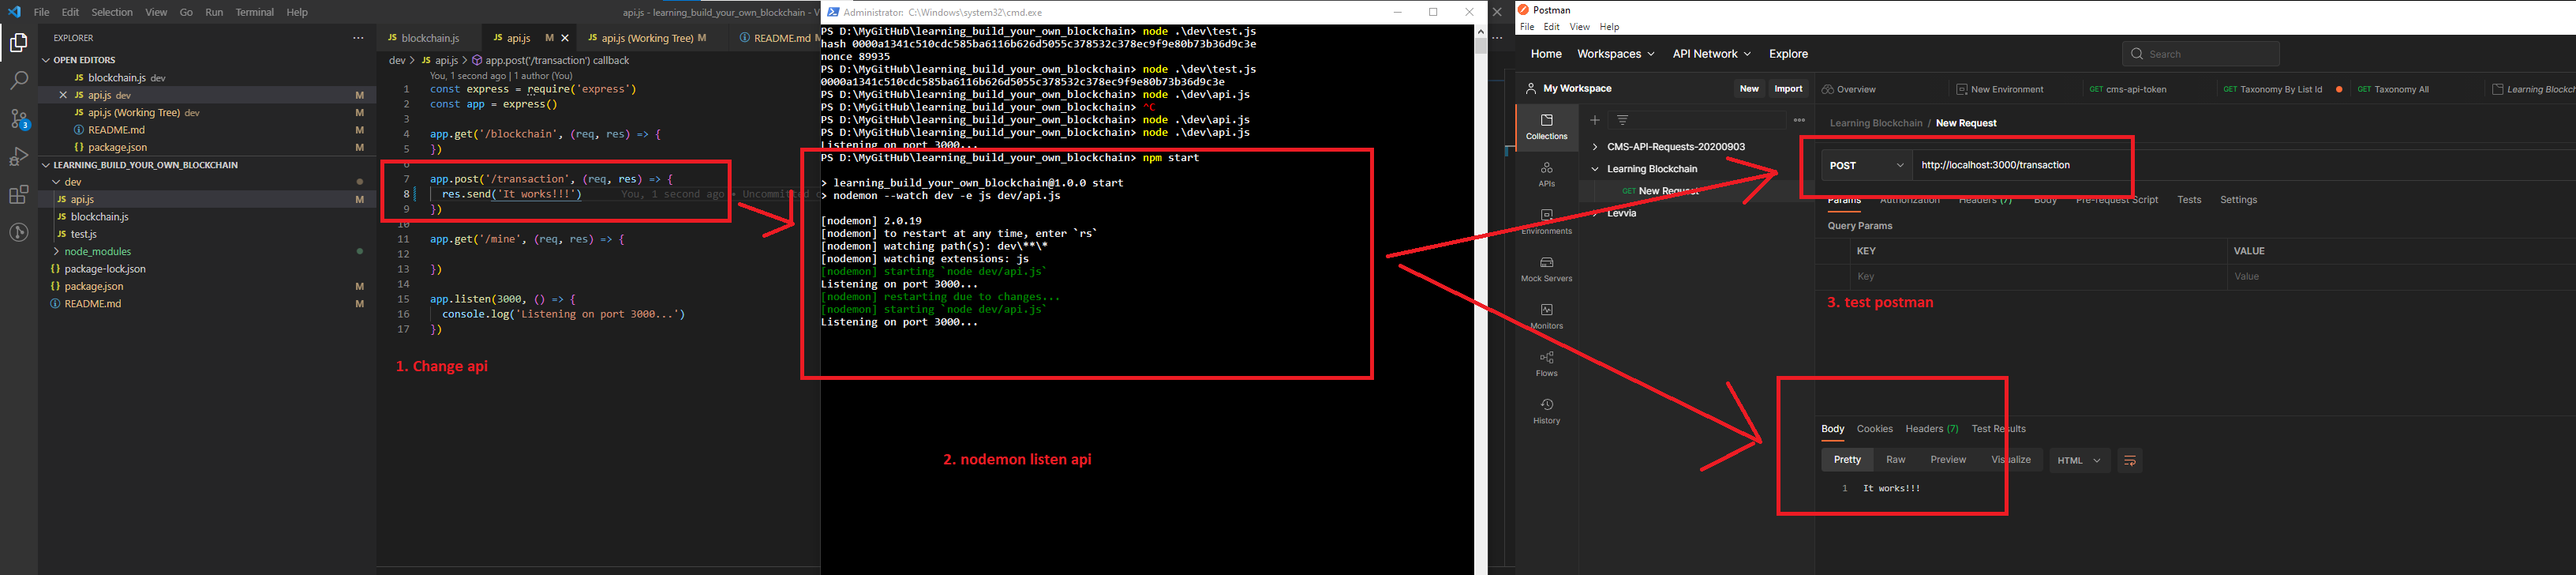 File Edit Selection View Go Run Terminal Help
api.js - learning_build_your_own_blockchain - V
EXPLORER
OPEN EDITORS
blockchain.js dev
api.js dev M
api.js (Working Tree) dev M
README.md M
package.json M
LEARNING_BUILD_YOUR_OWN_BLOCKCHAIN
dev
api.js M
blockchain.js
test.js
node_modules
package-lock.json
package.json M
README.md M
3
blockchain.js
api.js M
api.js (Working Tree) M
README.md M
dev > api.js > app.post('/transaction') callback
You, 1 second ago | 1 author (You)
1 const express = require('express')
2 const app = express()
3
4 app.get('/blockchain', (req, res) => {
5 })
6
7 app.post('/transaction', (req, res) => {
8 res.send('It works!!!') You, 1 second ago • Uncommitted c
9 })
10
11 app.get('/mine', (req, res) => {
12
13 })
14
15 app.listen(3000, () => {
16 console.log('Listening on port 3000...')
17 })
1. Change api
Administrator: C:\Windows\system32\cmd.exe
PS D:\MyGitHub\learning_build_your_own_blockchain> node .\dev\test.js
hash 0000a1341c510cdc585ba6116b626d5055c378532c378ec9f9e80b73b36d9c3e
nonce 89935
PS D:\MyGitHub\learning_build_your_own_blockchain> node .\dev\test.js
0000a1341c510cdc585ba6116b626d5055c378532c378ec9f9e80b73b36d9c3e
PS D:\MyGitHub\learning_build_your_own_blockchain> node .\dev\api.js
PS D:\MyGitHub\learning_build_your_own_blockchain> ^C
PS D:\MyGitHub\learning_build_your_own_blockchain> node .\dev\api.js
PS D:\MyGitHub\learning_build_your_own_blockchain> node .\dev\api.js
Listening on port 3000...
PS D:\MyGitHub\learning_build_your_own_blockchain> npm start
> learning_build_your_own_blockchain@1.0.0 start
> nodemon --watch dev -e js dev/api.js
[nodemon] 2.0.19
[nodemon] to restart at any time, enter `rs`
[nodemon] watching path(s): dev\**\*
[nodemon] watching extensions: js
[nodemon] starting `node dev/api.js`
Listening on port 3000...
[nodemon] restarting due to changes...
[nodemon] starting `node dev/api.js`
Listening on port 3000...
2. nodemon listen api
Postman
File Edit View Help
Home Workspaces API Network Explore
Search
My Workspace New Import
Collections
APIs
Environments
Mock Servers
Monitors
Flows
History
CMS-API-Requests-20200903
Learning Blockchain
GET New Request
Levvia
Overview
New Environment
GET cms-api-token
GET Taxonomy By List Id
GET Taxonomy All
Learning Blockch
Learning Blockchain / New Request
POST http://localhost:3000/transaction
Params Authorization Headers (7) Body Pre-request Script Tests Settings
Query Params
KEY VALUE
Key Value
3. test postman
Body Cookies Headers (7) Test Results
Pretty Raw Preview Visualize HTML
1 It works!!!